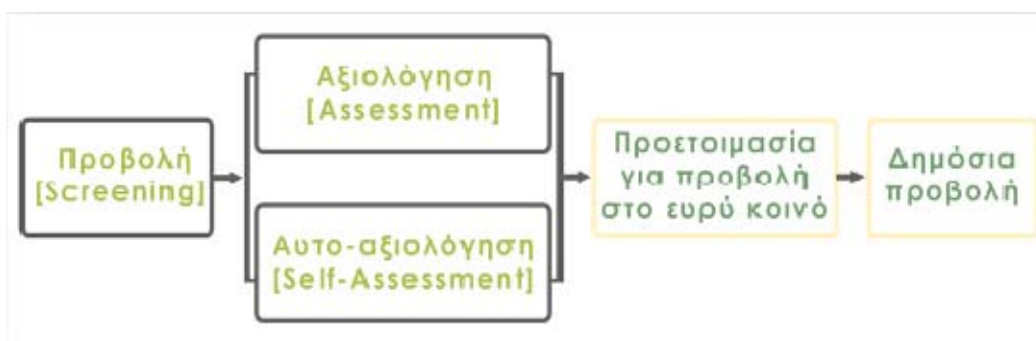 Προβολή
[Screening]
Αξιολόγηση
[Assessment]
Αυτο-αξιολόγηση
[Self-Assessment]
Προετοιμασία
για προβολή
στο ευρύ κοινό
Δημόσια
προβολή